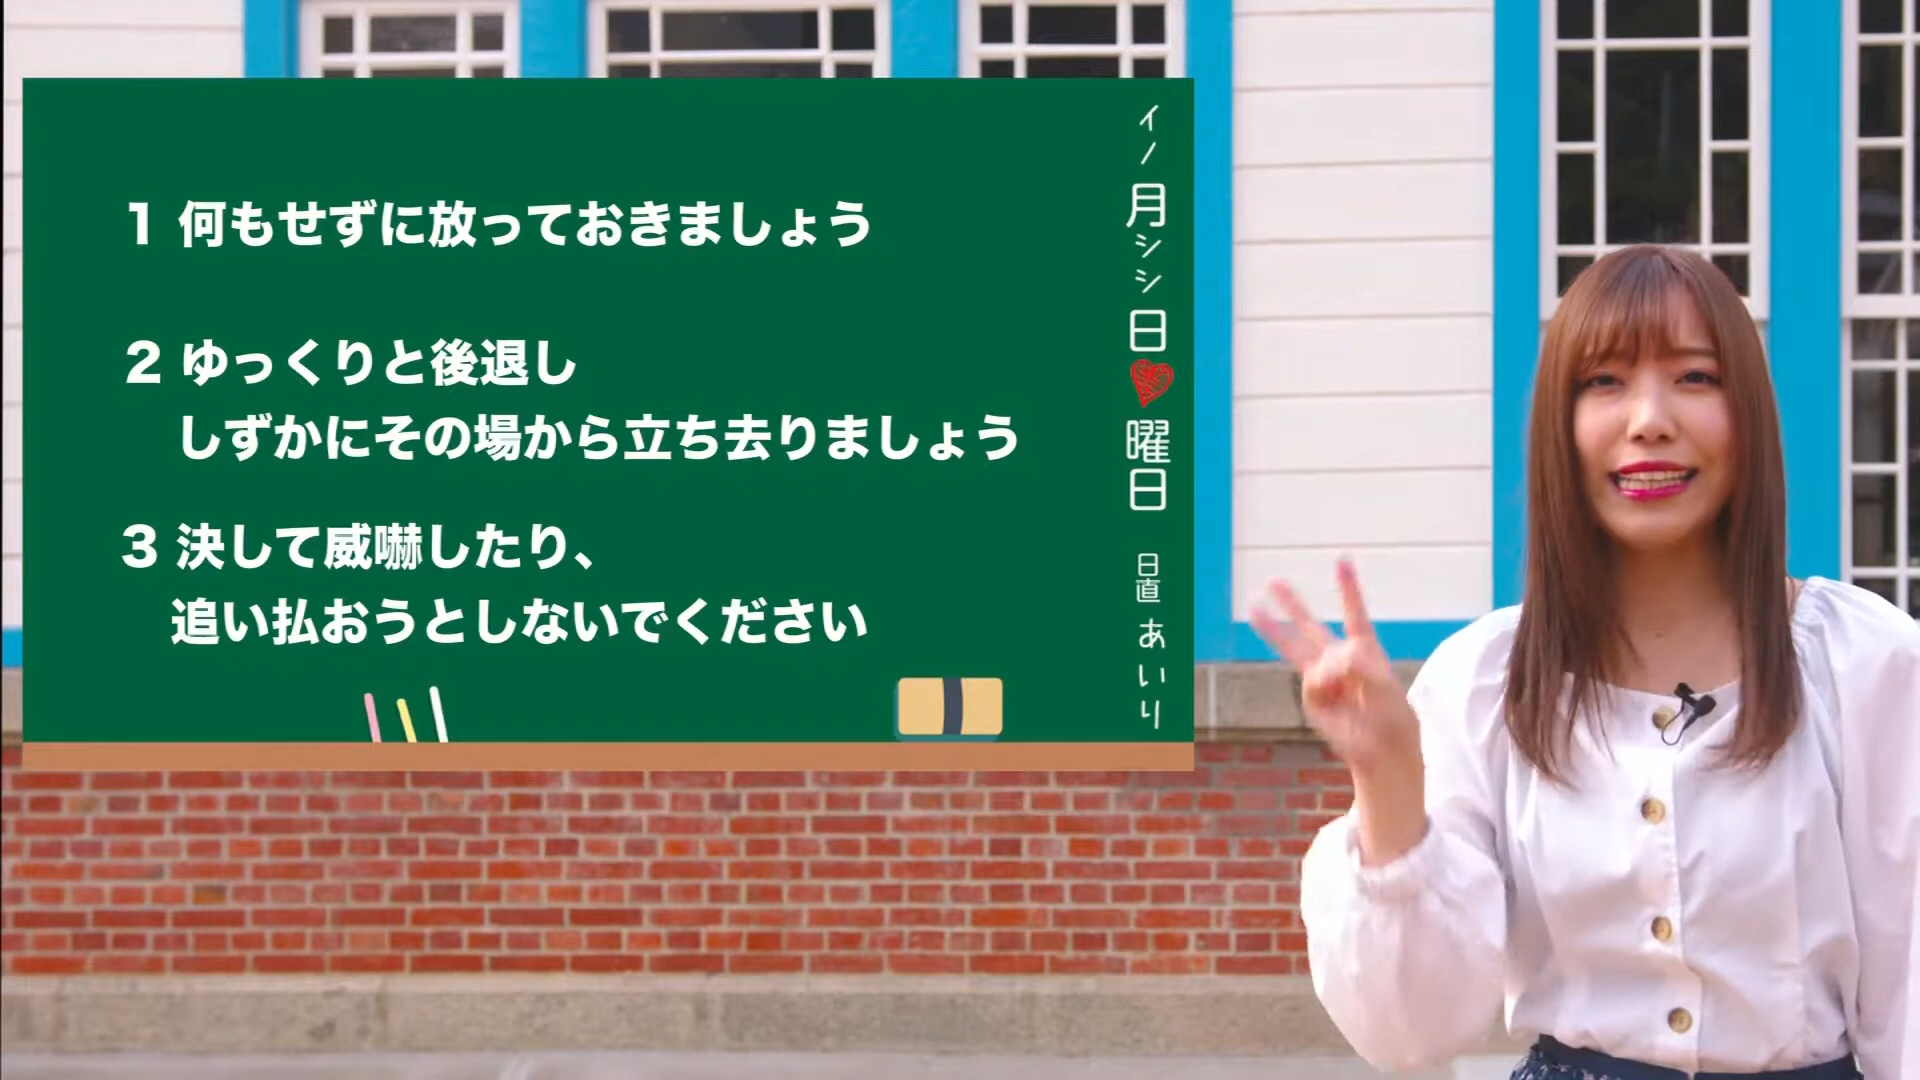 1 何もせずに放っておきましょう
2 ゆっくりと後退し
しずかにその場から立ち去りましょう
3 決して威嚇したり、
追い払おうとしないでください
イノ月シシ日曜日 日直 あいり